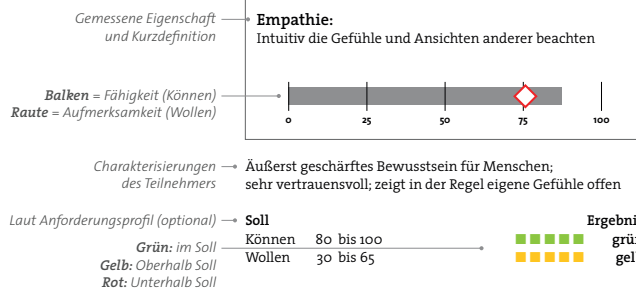 Gemessene Eigenschaft
und Kurzdefinition
Empathie:
Intuitiv die Gefühle und Ansichten anderer beachten
Balken = Fähigkeit (Können)
Raute = Aufmerksamkeit (Wollen)
0 25 50 75 100
Charakterisierungen
des Teilnehmers
Äußerst geschärftes Bewusstsein für Menschen;
sehr vertrauensvoll; zeigt in der Regel eigene Gefühle offen
Laut Anforderungsprofil (optional)
Soll Ergebni
Können 80 bis 100 grün
Wollen 30 bis 65 gelb
Grün: im Soll
Gelb: Oberhalb Soll
Rot: Unterhalb Soll